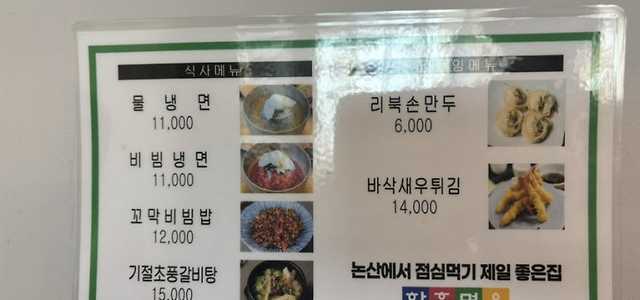 식사메뉴
물 냉 면
11,000
비 빔 냉 면
11,000
꼬막비빔밥
12,000
기절초풍갈비탕
15,000
리북손만두
6,000
바삭새우튀김
14,000
논산에서 점심먹기 제일 좋은집